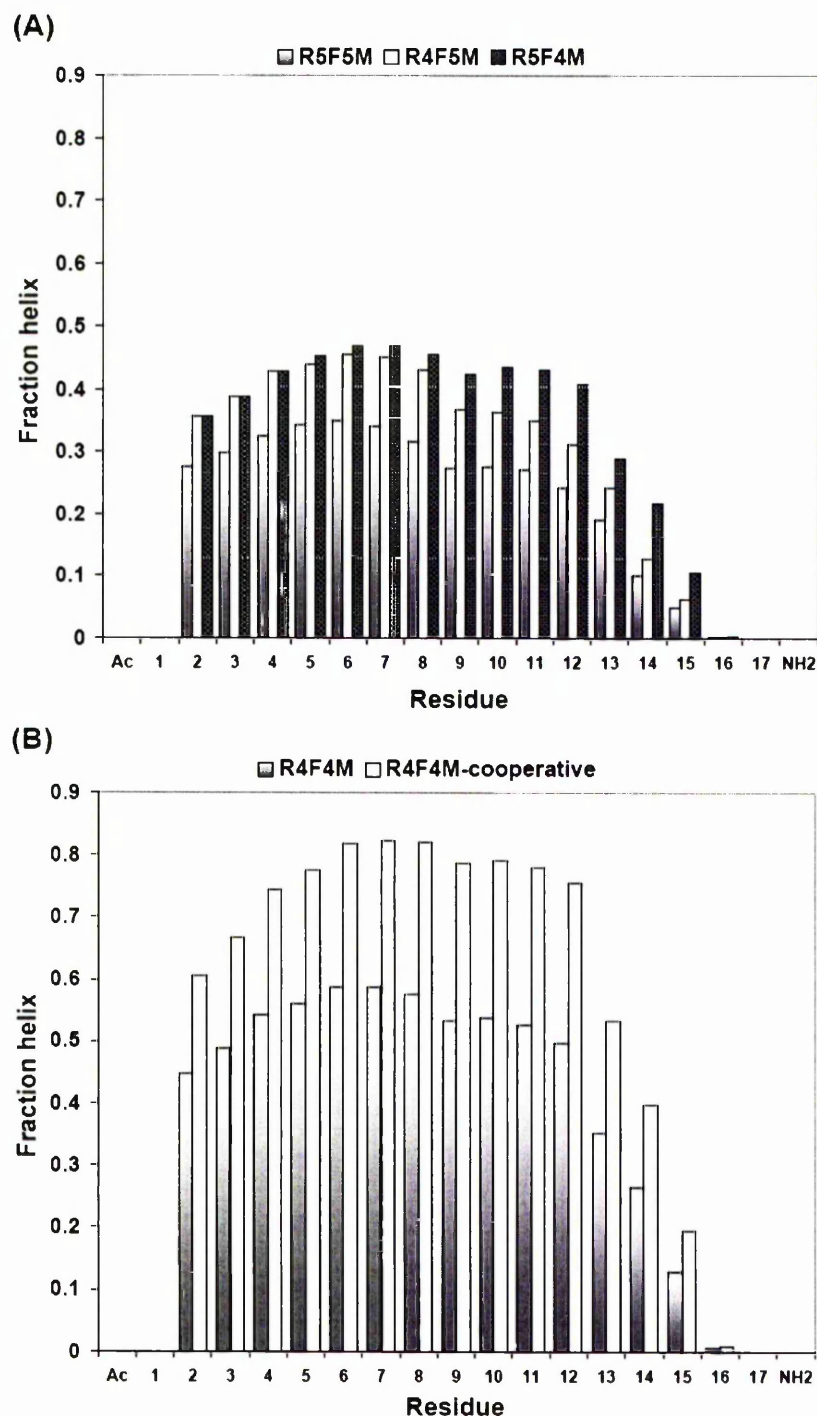 (A)
R5F5M R4F5M R5F4M
0.9
0.8
0.7
0.6
0.5
0.4
0.3
0.2
0.1
0
Fraction helix
Ac 1 2 3 4 5 6 7 8 9 10 11 12 13 14 15 16 17 NH2
Residue
(B)
R4F4M R4F4M-cooperative
0.9
0.8
0.7
0.6
0.5
0.4
0.3
0.2
0.1
0
Fraction helix
Ac 1 2 3 4 5 6 7 8 9 10 11 12 13 14 15 16 17 NH2
Residue